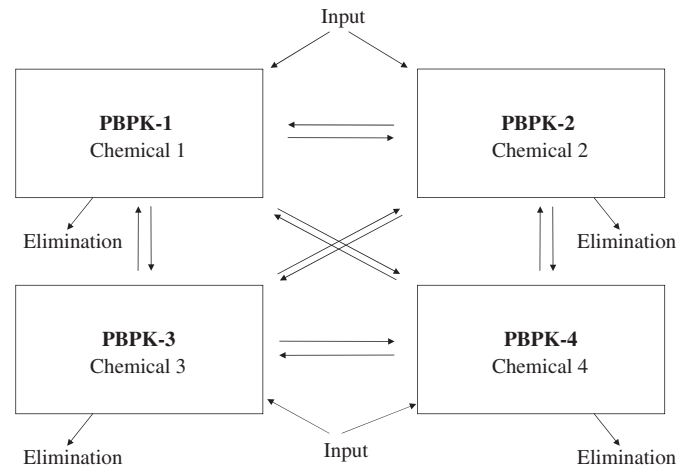 Input
PBPK-1
Chemical 1
PBPK-2
Chemical 2
Elimination
Elimination
PBPK-3
Chemical 3
PBPK-4
Chemical 4
Input
Elimination
Elimination